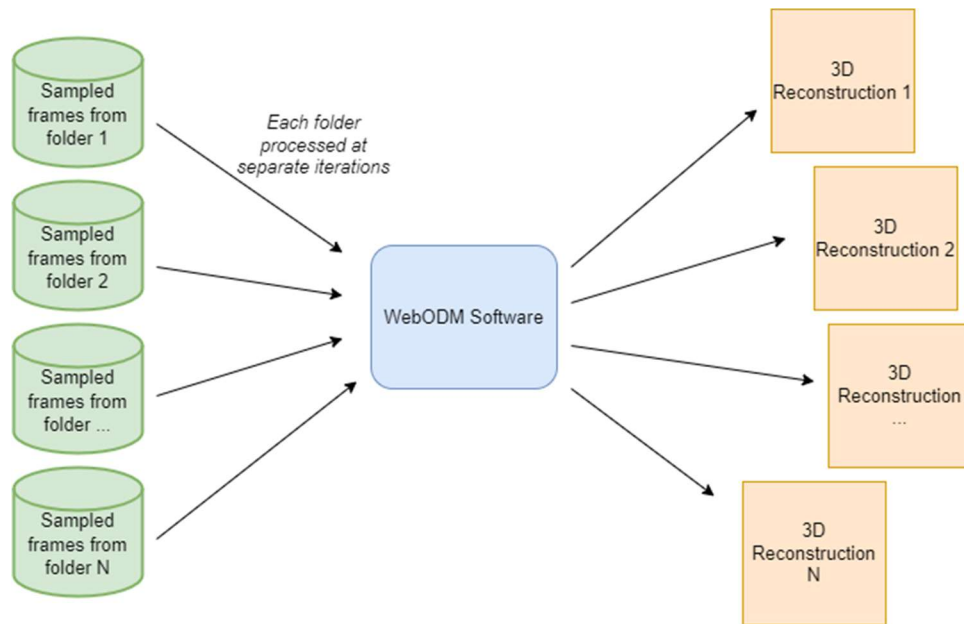 Sampled
frames from
folder 1
Sampled
frames from
folder 2
Sampled
frames from
folder ...
Sampled
frames from
folder N
Each folder
processed at
separate iterations
WebODM Software
3D
Reconstruction 1
3D
Reconstruction 2
3D
Reconstruction
...
3D
Reconstruction
N